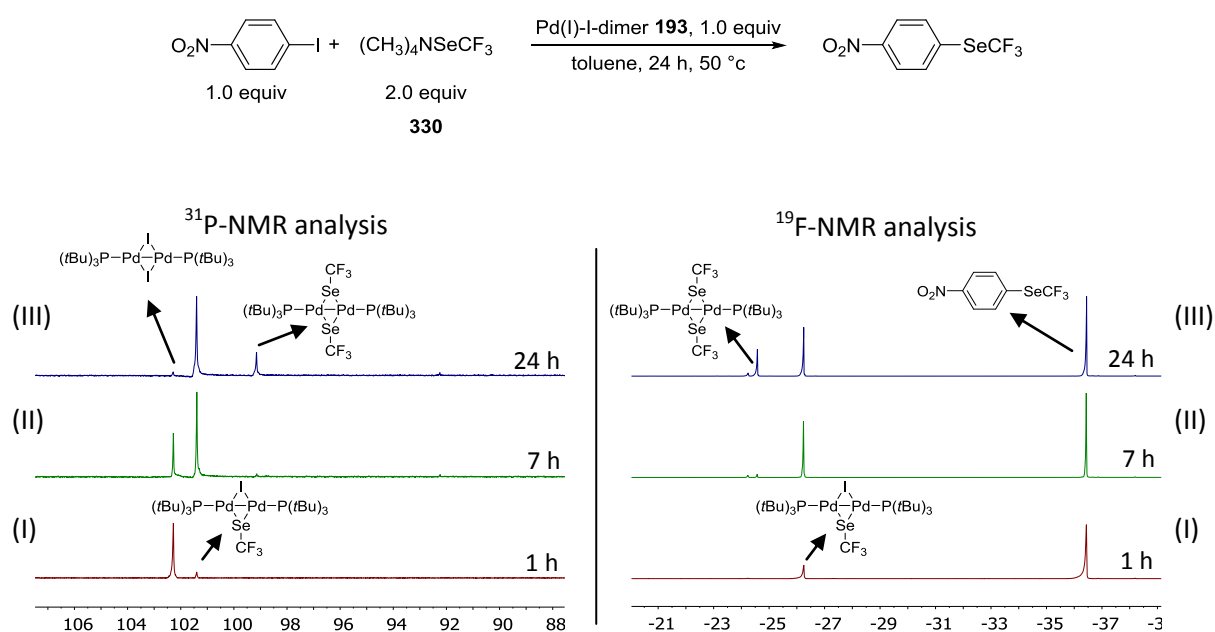 O₂N I + (CH₃)₄NSeCF₃ Pd(I)-I-dimer 193, 1.0 equiv O₂N SeCF₃
toluene, 24 h, 50 °c
1.0 equiv 2.0 equiv
330
³¹P-NMR analysis ¹⁹F-NMR analysis
I
(tBu)₃P Pd Pd P(tBu)₃
I
CF₃
Se
(tBu)₃P Pd Pd P(tBu)₃
Se
CF₃
CF₃
Se
(tBu)₃P Pd Pd P(tBu)₃
Se
CF₃
O₂N SeCF₃
(III) 24 h 24 h (III)
(II) 7 h 7 h (II)
I
(tBu)₃P Pd Pd P(tBu)₃
Se
CF₃
I
(tBu)₃P Pd Pd P(tBu)₃
Se
CF₃
(I) 1 h 1 h (I)
106 104 102 100 98 96 94 92 90 88
-21 -23 -25 -27 -29 -31 -33 -35 -37 -3